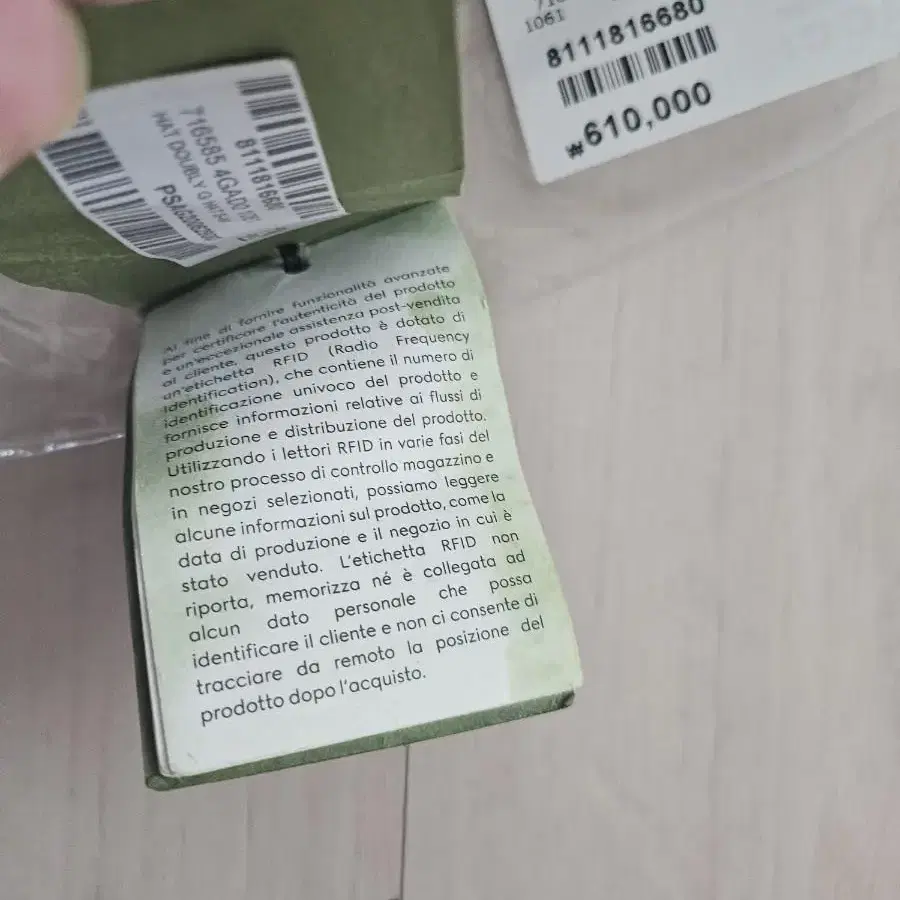 1061
8111816680
₩610,000
716585 4GAD0
811181668
HAT DOUBLY G
Al fine di fornire funzionalità avanzate
per certificare l'autenticità del prodotto
e un'eccezionale assistenza post-vendita
al cliente, questo prodotto è dotato di
un'etichetta RFID (Radio Frequency
Identification), che contiene il numero di
identificazione univoco del prodotto e
fornisce informazioni relative ai flussi di
produzione e distribuzione del prodotto.
Utilizzando i lettori RFID in varie fasi del
nostro processo di controllo magazzino e
in negozi selezionati, possiamo leggere
alcune informazioni sul prodotto, come la
data di produzione e il negozio in cui è
stato venduto. L'etichetta RFID non
riporta, memorizza né è collegata ad
alcun dato personale che possa
identificare il cliente e non ci consente di
tracciare da remoto la posizione del
prodotto dopo l'acquisto.